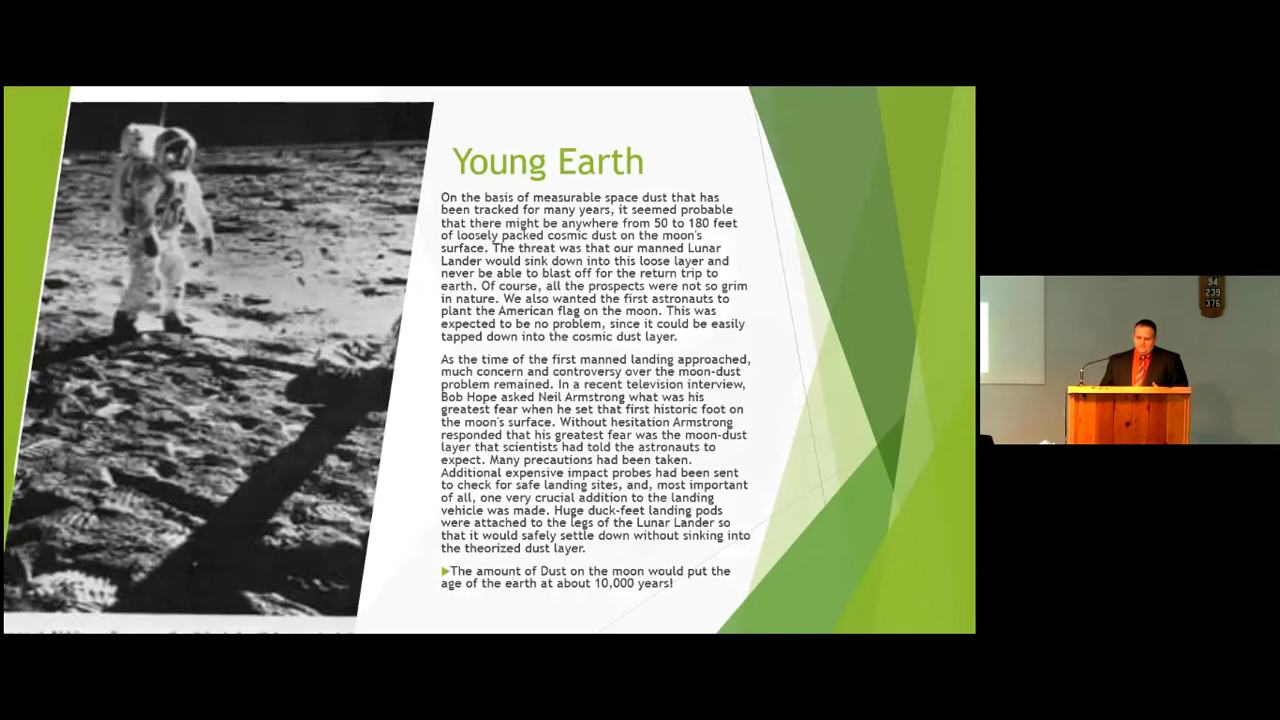 Young Earth
On the basis of measurable space dust that has
been tracked for many years, it seemed probable
that there might be anywhere from 50 to 180 feet
of loosely packed cosmic dust on the moon's
surface. The threat was that our manned Lunar
Lander would sink down into this loose layer and
never be able to blast off for the return trip to
earth. Of course, all the prospects were not so grim
in nature. We also wanted the first astronauts to
plant the American flag on the moon. This was
expected to be no problem, since it could be easily
tapped down into the cosmic dust layer.
As the time of the first manned landing approached,
much concern and controversy over the moon-dust
problem remained. In a recent television interview,
Bob Hope asked Neil Armstrong what was his
greatest fear when he set that first historic foot on
the moon's surface. Without hesitation Armstrong
responded that his greatest fear was the moon-dust
layer that scientists had told the astronauts to
expect. Many precautions had been taken.
Additional expensive impact probes had been sent
to check for safe landing sites, and, most important
of all, one very crucial addition to the landing
vehicle was made. Huge duck-feet landing pods
were attached to the legs of the Lunar Lander so
that it would safely settle down without sinking into
the theorized dust layer.
The amount of Dust on the moon would put the
age of the earth at about 10,000 years!
94
239
376